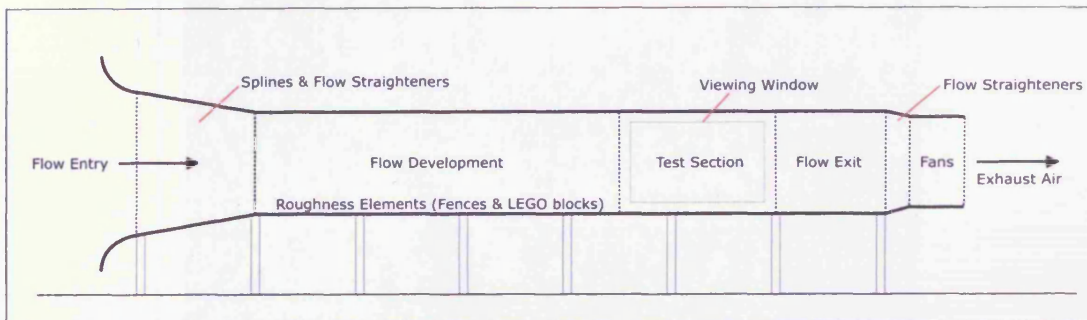 Splines & Flow Straighteners
Viewing Window
Flow Straighteners
Flow Entry
Flow Development
Test Section
Flow Exit
Fans
Exhaust Air
Roughness Elements (Fences & LEGO blocks)